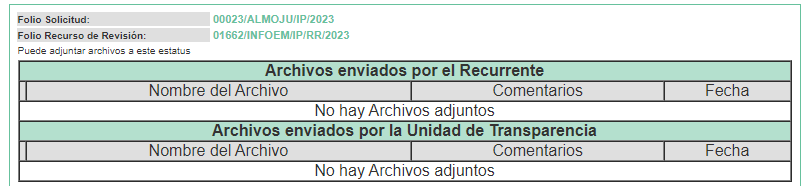 Folio Solicitud: 00023/ALMOJU/IP/2023
Folio Recurso de Revisión: 01662/INFOEM/IP/RR/2023
Puede adjuntar archivos a este estatus
Archivos enviados por el Recurrente
Nombre del Archivo Comentarios Fecha
No hay Archivos adjuntos
Archivos enviados por la Unidad de Transparencia
Nombre del Archivo Comentarios Fecha
No hay Archivos adjuntos